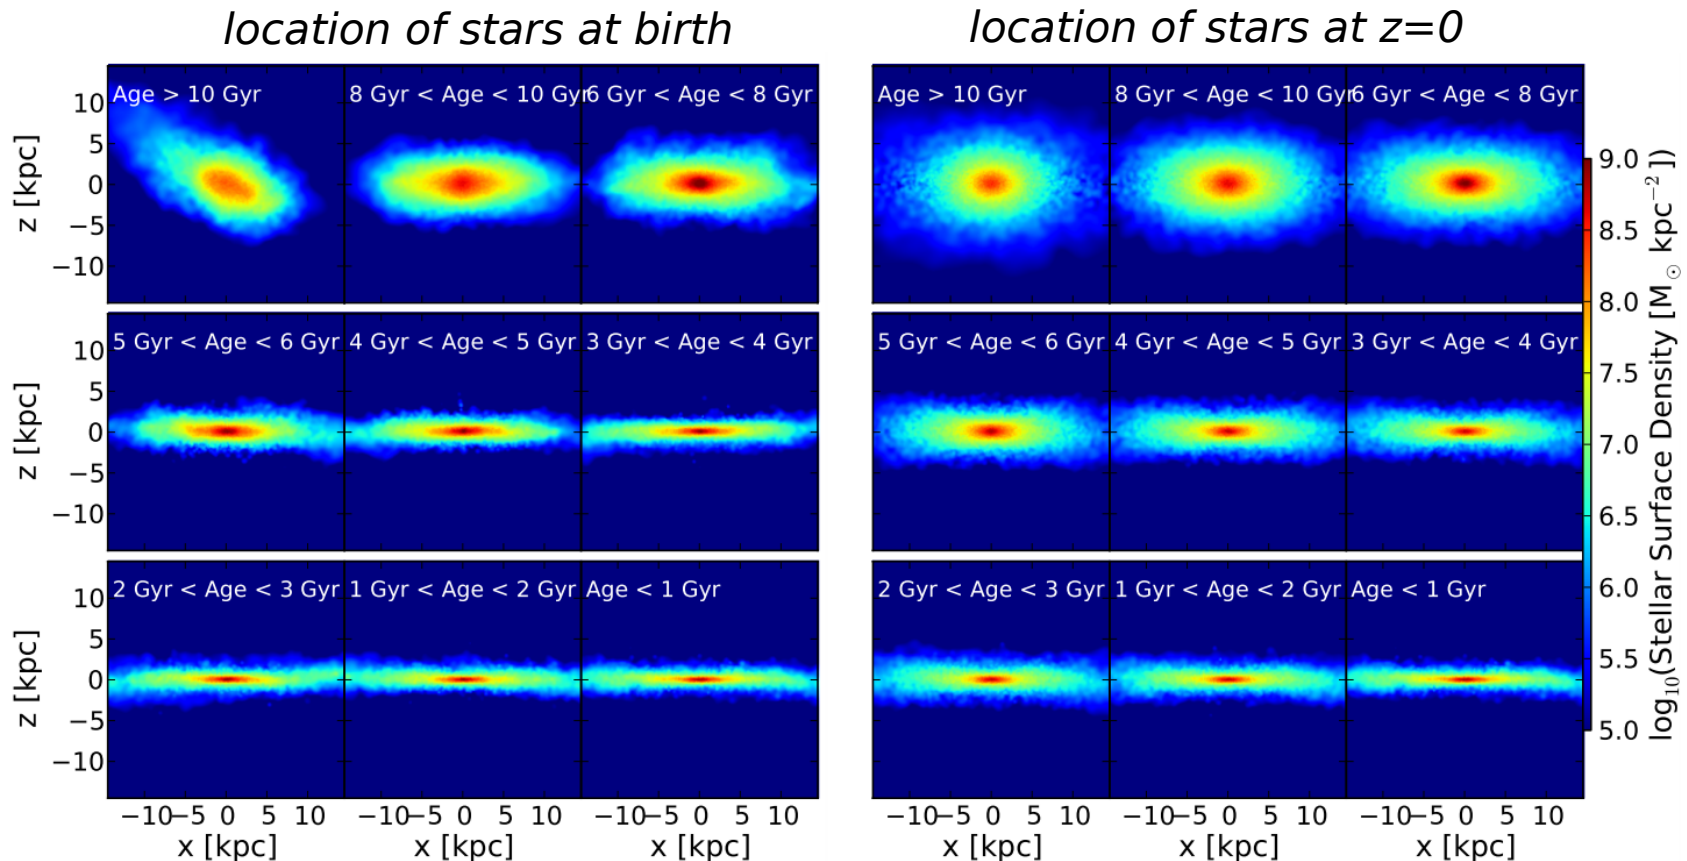 location of stars at birth
location of stars at z=0
Age > 10 Gyr
8 Gyr < Age < 10 Gyr
6 Gyr < Age < 8 Gyr
Age > 10 Gyr
8 Gyr < Age < 10 Gyr
6 Gyr < Age < 8 Gyr
10
5
0
−5
−10
z [kpc]
5 Gyr < Age < 6 Gyr
4 Gyr < Age < 5 Gyr
3 Gyr < Age < 4 Gyr
5 Gyr < Age < 6 Gyr
4 Gyr < Age < 5 Gyr
3 Gyr < Age < 4 Gyr
10
5
0
−5
−10
z [kpc]
2 Gyr < Age < 3 Gyr
1 Gyr < Age < 2 Gyr
Age < 1 Gyr
2 Gyr < Age < 3 Gyr
1 Gyr < Age < 2 Gyr
Age < 1 Gyr
10
5
0
−5
−10
z [kpc]
−10 −5 0 5 10
−10 −5 0 5 10
−10 −5 0 5 10
−10 −5 0 5 10
−10 −5 0 5 10
−10 −5 0 5 10
x [kpc]
x [kpc]
x [kpc]
x [kpc]
x [kpc]
x [kpc]
9.0
8.5
8.0
7.5
7.0
6.5
6.0
5.5
5.0
log₁₀(Stellar Surface Density [M☉ kpc⁻²])